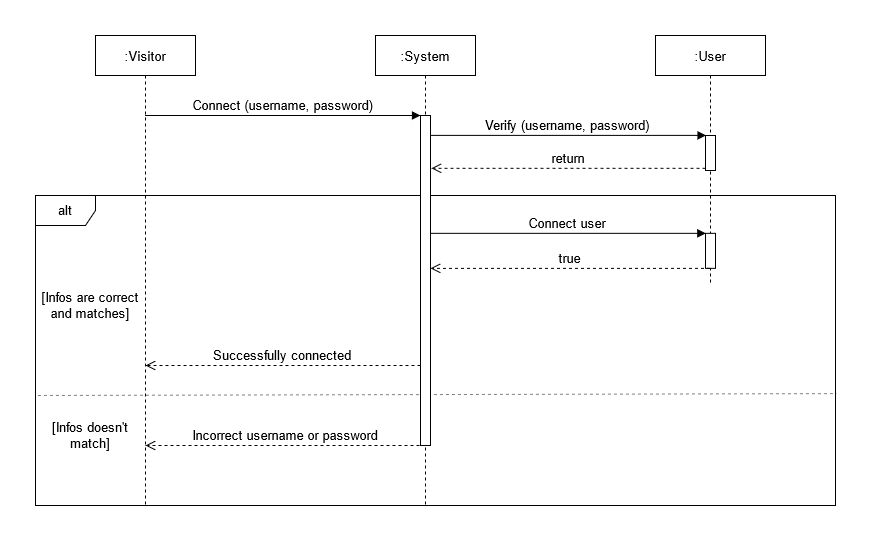 :Visitor
:System
:User
Connect (username, password)
Verify (username, password)
return
alt
Connect user
true
[Infos are correct
and matches]
Successfully connected
[Infos doesn't
match]
Incorrect username or password